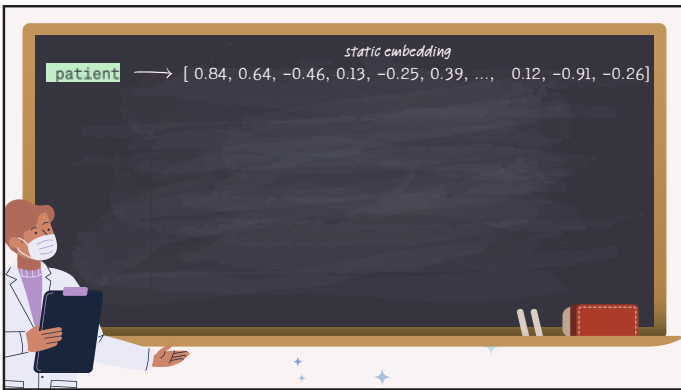 static embedding
patient → [ 0.84, 0.64, −0.46, 0.13, −0.25, 0.39, ..., 0.12, −0.91, −0.26]